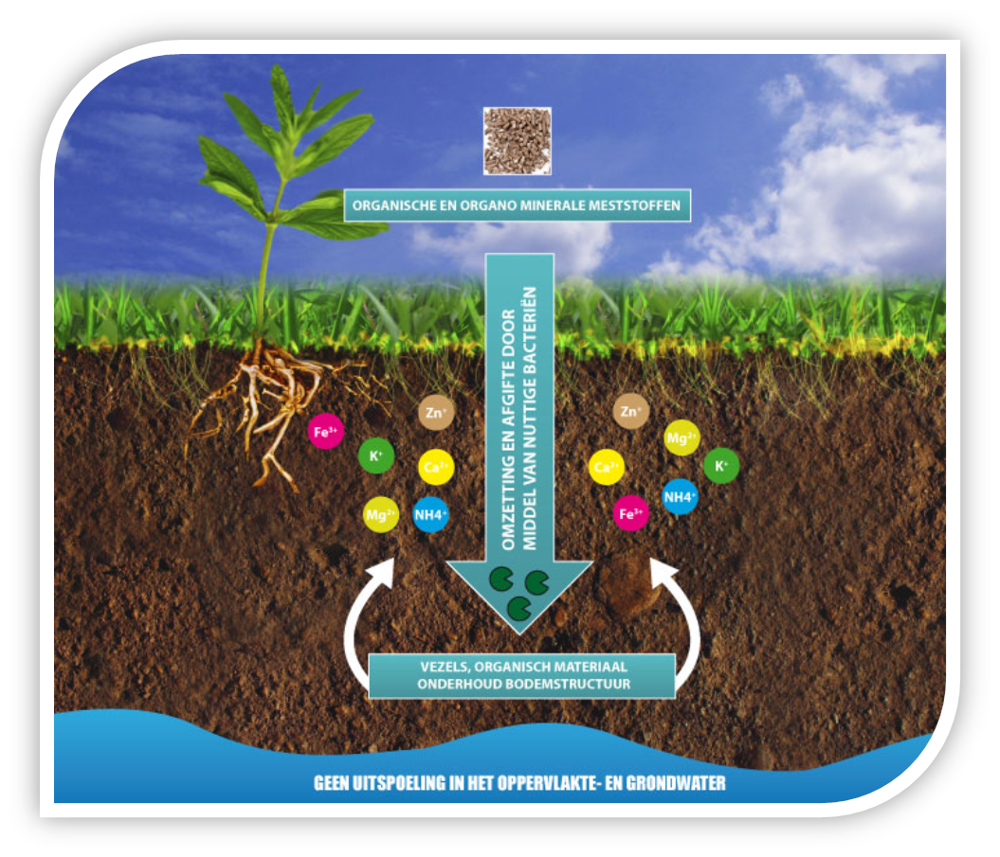 ORGANISCHE EN ORGANO MINERALE MESTSTOFFEN
OMZETTING EN AFGIFTE DOOR
MIDDEL VAN NUTTIGE BACTERIËN
Zn⁺
Fe³⁺
K⁺
Ca²⁺
Mg²⁺
NH4⁺
Zn⁺
Mg²⁺
Ca²⁺
K⁺
NH4⁺
Fe³⁺
VEZELS, ORGANISCH MATERIAAL
ONDERHOUD BODEMSTRUCTUUR
GEEN UITSPOELING IN HET OPPERVLAKTE- EN GRONDWATER